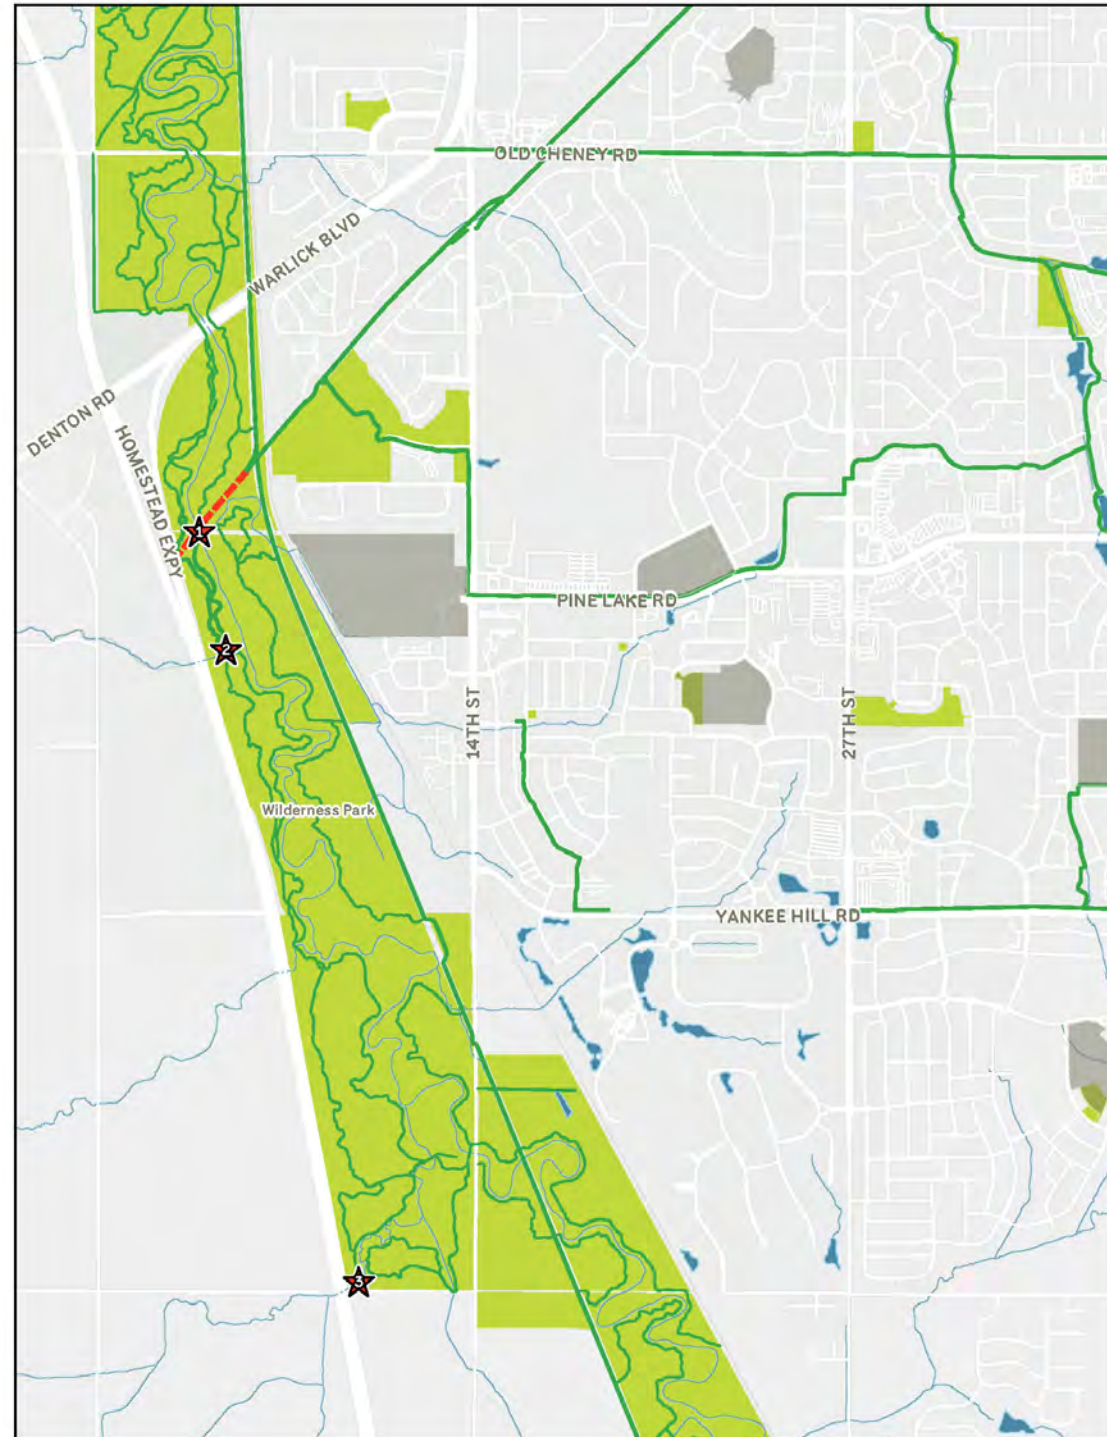 OLD CHENEY RD
WARLICK BLVD
DENTON RD
HOMESTEAD EXPY
1
PINE LAKE RD
2
14TH ST
27TH ST
Wilderness Park
YANKEE HILL RD
3